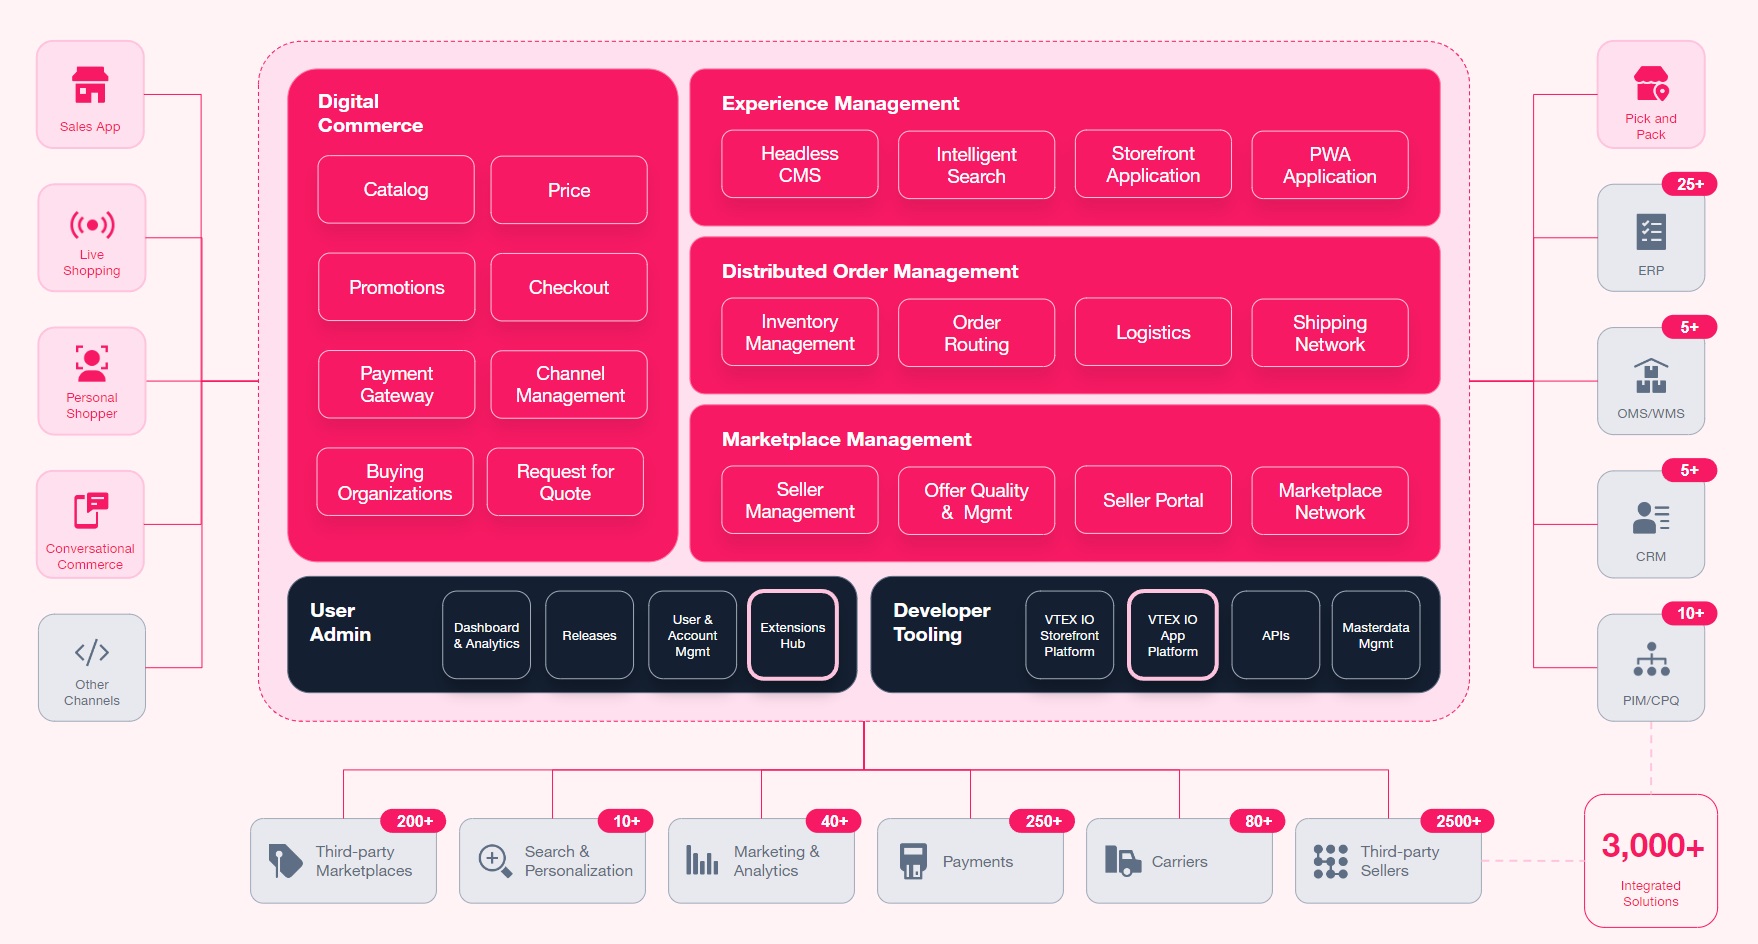 Sales App
Live
Shopping
Personal
Shopper
Conversational
Commerce
Other
Channels
Digital
Commerce
Catalog
Price
Promotions
Checkout
Payment
Gateway
Channel
Management
Buying
Organizations
Request for
Quote
Experience Management
Headless
CMS
Intelligent
Search
Storefront
Application
PWA
Application
Distributed Order Management
Inventory
Management
Order
Routing
Logistics
Shipping
Network
Marketplace Management
Seller
Management
Offer Quality
& Mgmt
Seller Portal
Marketplace
Network
User
Admin
Dashboard
& Analytics
Releases
User &
Account
Mgmt
Extensions
Hub
Developer
Tooling
VTEX IO
Storefront
Platform
VTEX IO
App
Platform
APIs
Masterdata
Mgmt
Pick and
Pack
25+
ERP
5+
OMS/WMS
5+
CRM
10+
PIM/CPQ
200+
Third-party
Marketplaces
10+
Search &
Personalization
40+
Marketing &
Analytics
250+
Payments
80+
Carriers
2500+
Third-party
Sellers
3,000+
Integrated
Solutions